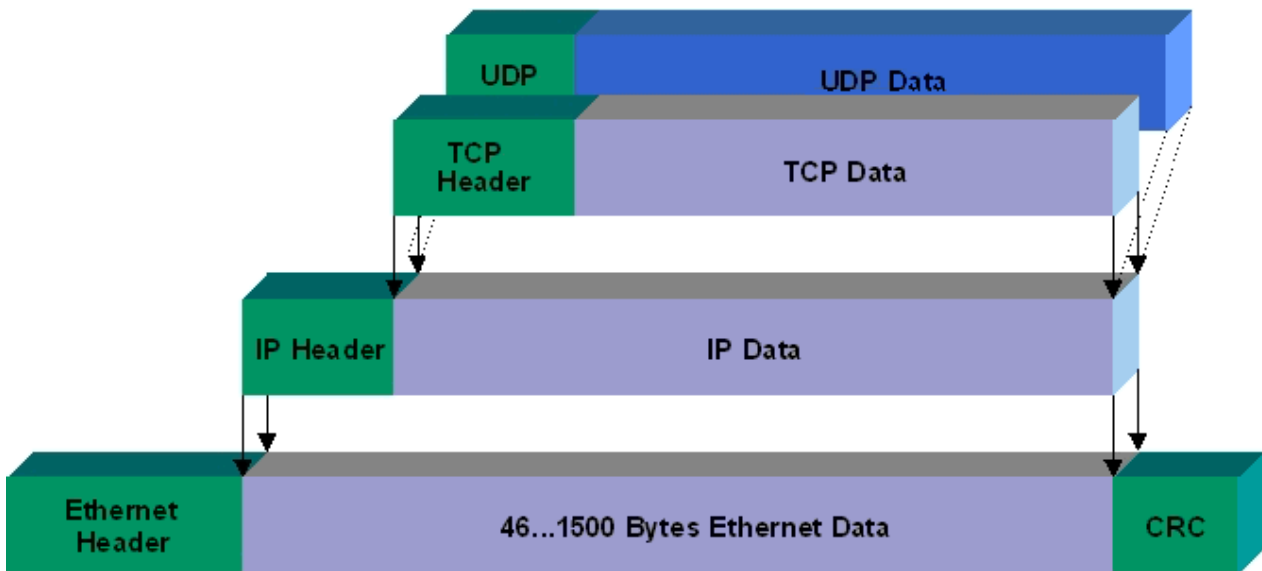 UDP
UDP Data
TCP
Header
TCP Data
IP Header
IP Data
Ethernet
Header
46...1500 Bytes Ethernet Data
CRC